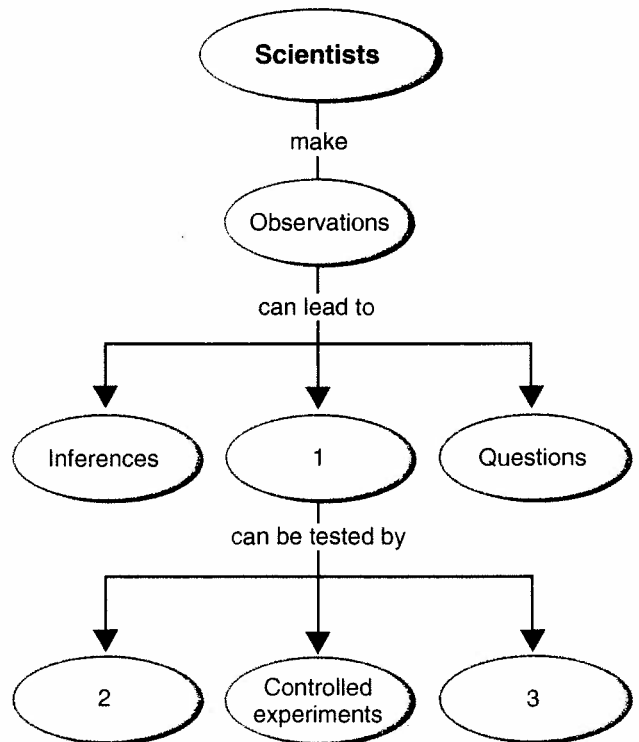 Scientists
make
Observations
can lead to
Inferences
1
Questions
can be tested by
2
Controlled
experiments
3